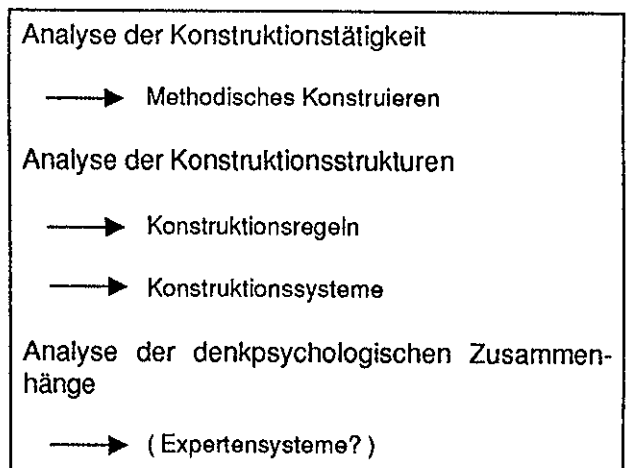 Analyse der Konstruktionstätigkeit
Methodisches Konstruieren
Analyse der Konstruktionsstrukturen
Konstruktionsregeln
Konstruktionssysteme
Analyse der denkpsychologischen Zusammen-
hänge
( Expertensysteme? )